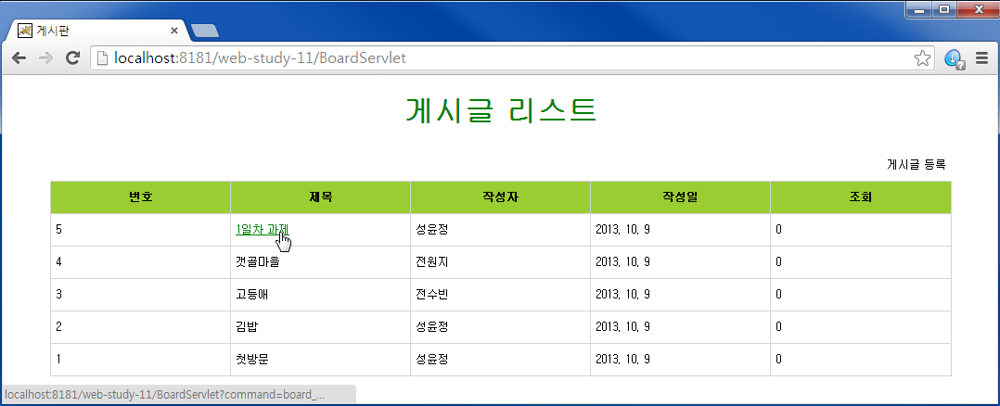 게시판
localhost:8181/web-study-11/BoardServlet
게시글 리스트
게시글 등록
번호 제목 작성자 작성일 조회
5 1일차 과제 성윤정 2013. 10. 9 0
4 갯골마을 전원지 2013. 10. 9 0
3 고등애 전수빈 2013. 10. 9 0
2 김밥 성윤정 2013. 10. 9 0
1 첫방문 성윤정 2013. 10. 9 0
localhost:8181/web-study-11/BoardServlet?command=board_...